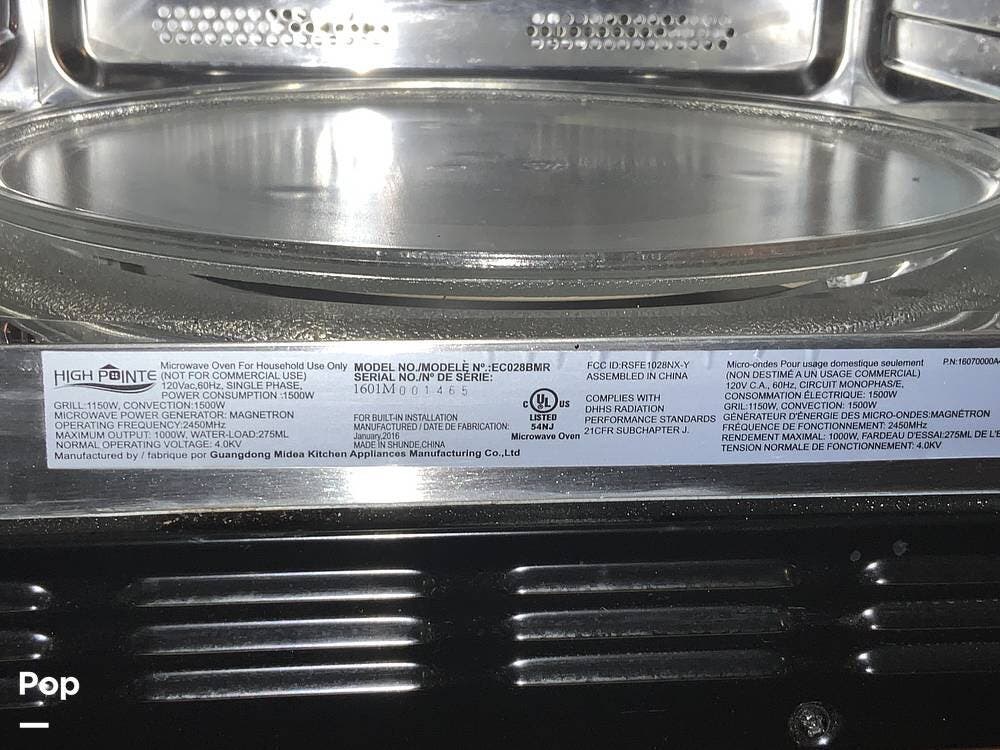 HIGH POINTE
Microwave Oven For Household Use Only
(NOT FOR COMMERCIAL USE)
120Vac,60Hz, SINGLE PHASE,
POWER CONSUMPTION :1500W
GRILL:1150W, CONVECTION:1500W
MICROWAVE POWER GENERATOR: MAGNETRON
OPERATING FREQUENCY:2450MHz
MAXIMUM OUTPUT: 1000W, WATER-LOAD:275ML
NORMAL OPERATING VOLTAGE: 4.0KV
Manufactured by / fabrique por Guangdong Midea Kitchen Appliances Manufacturing Co.,Ltd
MODEL NO./MODELÈ Nº.:EC028BMR
SERIAL NO./Nº DE SÉRIE:
1601M001465
FOR BUILT-IN INSTALLATION
MANUFACTURED / DATE DE FABRICATION:
January,2016
MADE IN SHUNDE,CHINA
C UL US
LISTED
54NJ
Microwave Oven
FCC ID:RSFE1028NX-Y
ASSEMBLED IN CHINA
COMPLIES WITH
DHHS RADIATION
PERFORMANCE STANDARDS
21CFR SUBCHAPTER J.
Micro-ondes Pour usage domestique seulement
(NON DESTIMÉ A UN USAGE COMMERCIAL)
120V C.A., 60Hz, CIRCUIT MONOPHAS/E,
CONSOMMATION ÉLECTRIQUE: 1500W
GRIL:1150W, CONVECTION: 1500W
GÉNÉRATEUR D'ÉNERGIE DES MICRO-ONDES:MAGNÉTRON
FRÉQUENCE DE FONCTIONNEMENT: 2450MHz
RENDEMENT MAXIMAL: 1000W, FARDEAU D'ESSAI:275ML DE L'E
TENSION NORMALE DE FONCTIONNEMENT: 4.0KV
P.N:16070000A4
Pop